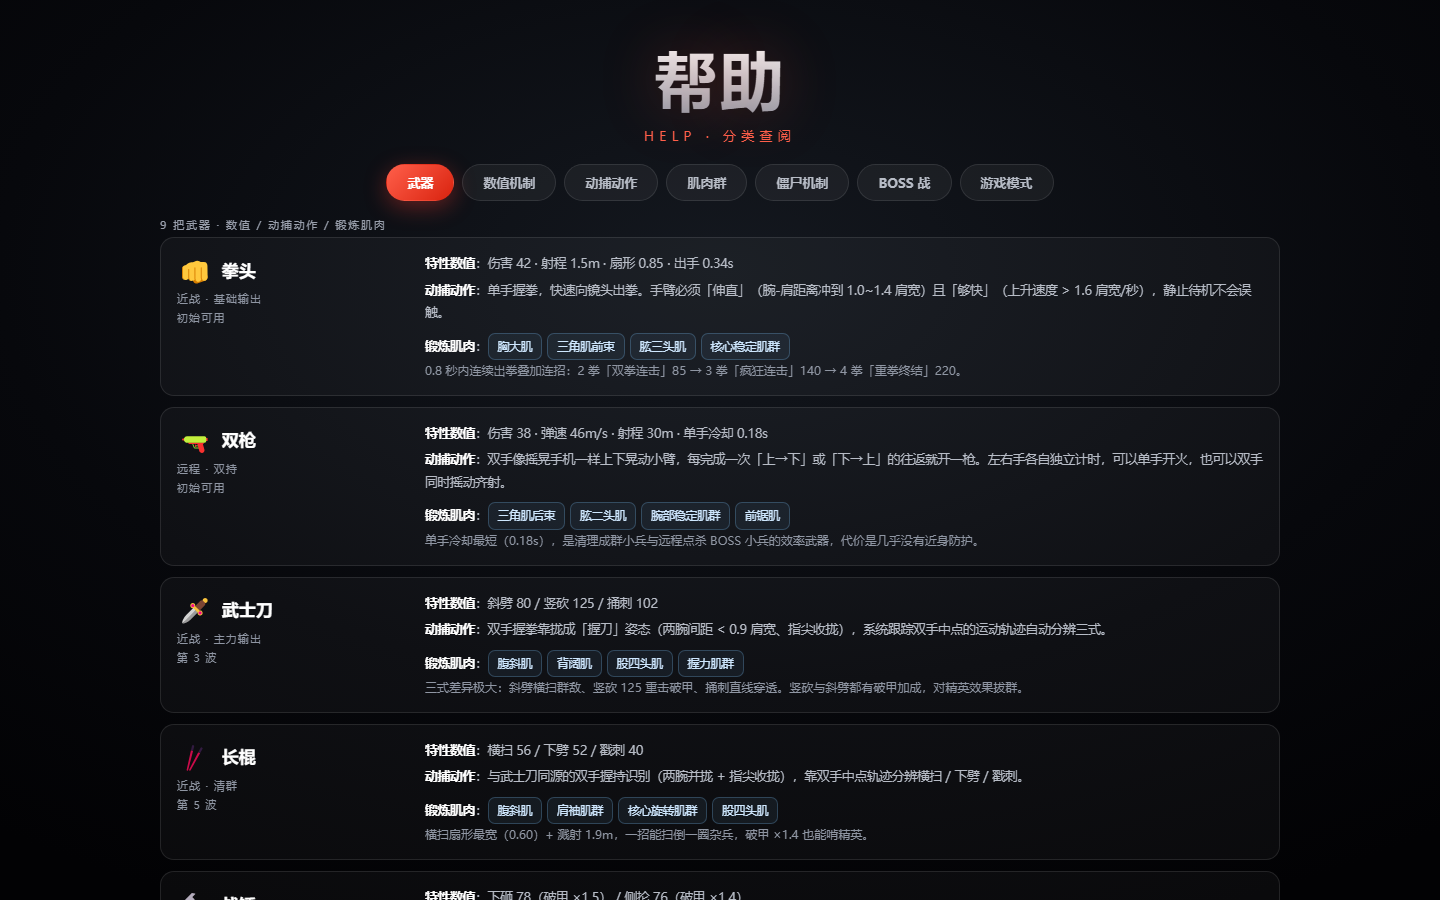 帮助
HELP · 分类查阅
武器
数值机制
动捕动作
肌肉群
僵尸机制
BOSS 战
游戏模式
9 把武器 · 数值 / 动捕动作 / 锻炼肌肉
拳头
近战 · 基础输出
初始可用
特性数值：伤害 42 · 射程 1.5m · 扇形 0.85 · 出手 0.34s
动捕动作：单手握拳，快速向镜头出拳。手臂必须「伸直」（腕-肩距离冲到 1.0~1.4 肩宽）且「够快」（上升速度 > 1.6 肩宽/秒），静止待机不会误
触。
锻炼肌肉：胸大肌 三角肌前束 肱三头肌 核心稳定肌群
0.8 秒内连续出拳叠加连招：2 拳「双拳连击」85 → 3 拳「疯狂连击」140 → 4 拳「重拳终结」220。
双枪
远程 · 双持
初始可用
特性数值：伤害 38 · 弹速 46m/s · 射程 30m · 单手冷却 0.18s
动捕动作：双手像摇晃手机一样上下晃动小臂，每完成一次「上→下」或「下→上」的往返就开一枪。左右手各自独立计时，可以单手开火，也可以双手
同时摇动齐射。
锻炼肌肉：三角肌后束 肱二头肌 腕部稳定肌群 前锯肌
单手冷却最短（0.18s），是清理成群小兵与远程点杀 BOSS 小兵的效率武器，代价是几乎没有近身防护。
武士刀
近战 · 主力输出
第 3 波
特性数值：斜劈 80 / 竖砍 125 / 捅刺 102
动捕动作：双手握拳靠拢成「握刀」姿态（两腕间距 < 0.9 肩宽、指尖收拢），系统跟踪双手中点的运动轨迹自动分辨三式。
锻炼肌肉：腹斜肌 背阔肌 股四头肌 握力肌群
三式差异极大：斜劈横扫群敌、竖砍 125 重击破甲、捅刺直线穿透。竖砍与斜劈都有破甲加成，对精英效果拔群。
长棍
近战 · 清群
第 5 波
特性数值：横扫 56 / 下劈 52 / 戳刺 40
动捕动作：与武士刀同源的双手握持识别（两腕并拢 + 指尖收拢），靠双手中点轨迹分辨横扫 / 下劈 / 戳刺。
锻炼肌肉：腹斜肌 肩袖肌群 核心旋转肌群 股四头肌
横扫扇形最宽（0.60）+ 溅射 1.9m，一招能扫倒一圈杂兵，破甲 ×1.4 也能啃精英。
特性数值：下砸 78（破甲 ×1.5） / 侧抡 76（破甲 ×1.4）